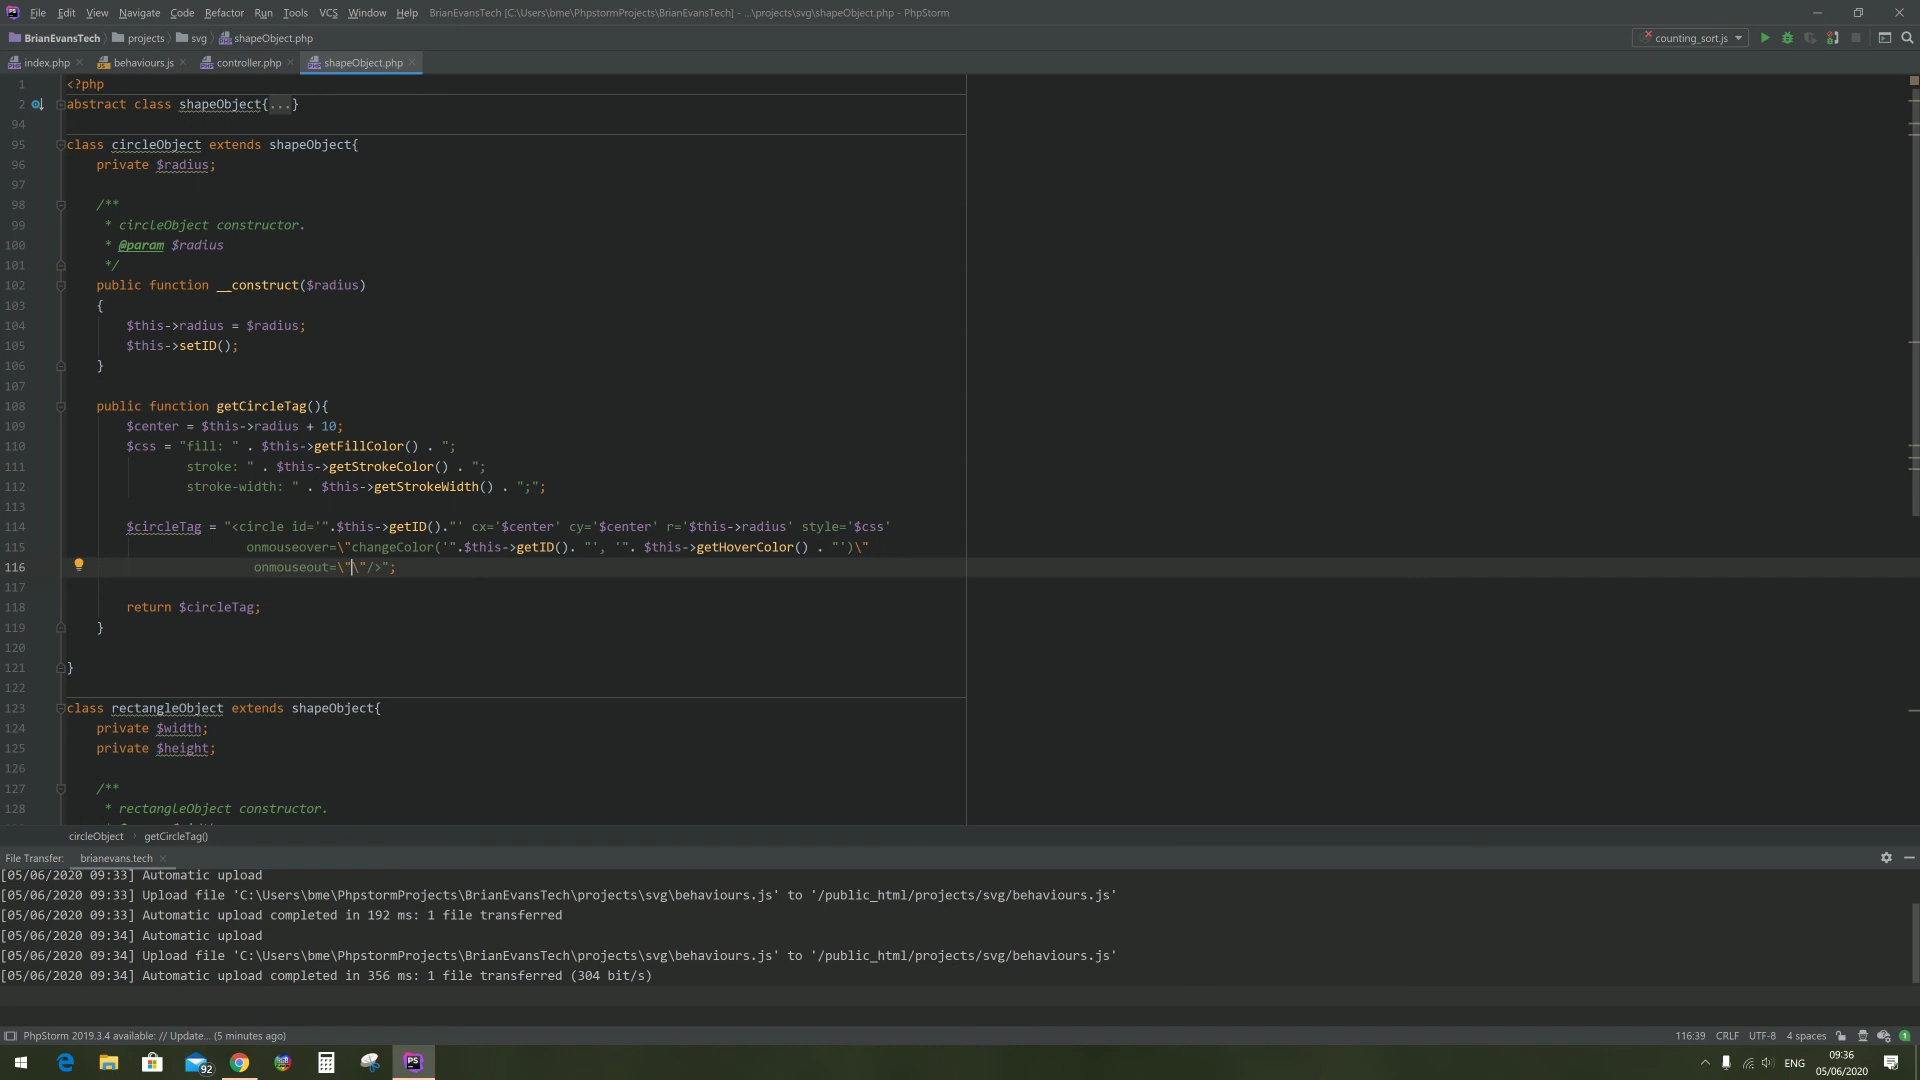 File Edit View Navigate Code Refactor Run Tools VCS Window Help BrianEvansTech [C:\Users\bme\PhpstormProjects\BrianEvansTech] - ...\projects\svg\shapeObject.php - PhpStorm
BrianEvansTech projects svg shapeObject.php counting_sort.js
index.php behaviours.js controller.php shapeObject.php
1 <?php
2 abstract class shapeObject{...}
94
95 class circleObject extends shapeObject{
96 private $radius;
97
98 /**
99 * circleObject constructor.
100 * @param $radius
101 */
102 public function __construct($radius)
103 {
104 $this->radius = $radius;
105 $this->setID();
106 }
107
108 public function getCircleTag(){
109 $center = $this->radius + 10;
110 $css = "fill: " . $this->getFillColor() . ";
111 stroke: " . $this->getStrokeColor() . ";
112 stroke-width: " . $this->getStrokeWidth() . ";";
113
114 $circleTag = "<circle id='".$this->getID()."' cx='$center' cy='$center' r='$this->radius' style='$css'
115 onmouseover=\"changeColor('".$this->getID(). "', '". $this->getHoverColor() . "')\"
116 onmouseout=\"\"/>";
117
118 return $circleTag;
119 }
120
121 }
122
123 class rectangleObject extends shapeObject{
124 private $width;
125 private $height;
126
127 /**
128 * rectangleObject constructor.
circleObject getCircleTag()
File Transfer: brianevans.tech
[05/06/2020 09:33] Automatic upload
[05/06/2020 09:33] Upload file 'C:\Users\bme\PhpstormProjects\BrianEvansTech\projects\svg\behaviours.js' to '/public_html/projects/svg/behaviours.js'
[05/06/2020 09:33] Automatic upload completed in 192 ms: 1 file transferred
[05/06/2020 09:34] Automatic upload
[05/06/2020 09:34] Upload file 'C:\Users\bme\PhpstormProjects\BrianEvansTech\projects\svg\behaviours.js' to '/public_html/projects/svg/behaviours.js'
[05/06/2020 09:34] Automatic upload completed in 356 ms: 1 file transferred (304 bit/s)
PhpStorm 2019.3.4 available: // Update... (5 minutes ago) 116:39 CRLF UTF-8 4 spaces 1
92 PS ENG 09:36
05/06/2020